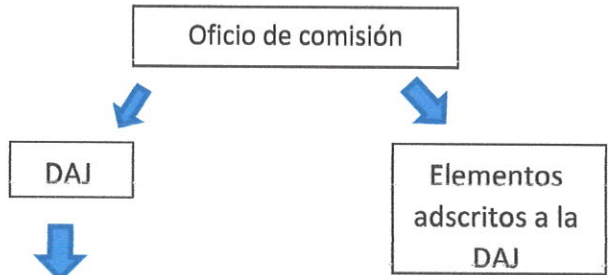 Oficio de comisión
DAJ
Elementos
adscritos a la
DAJ